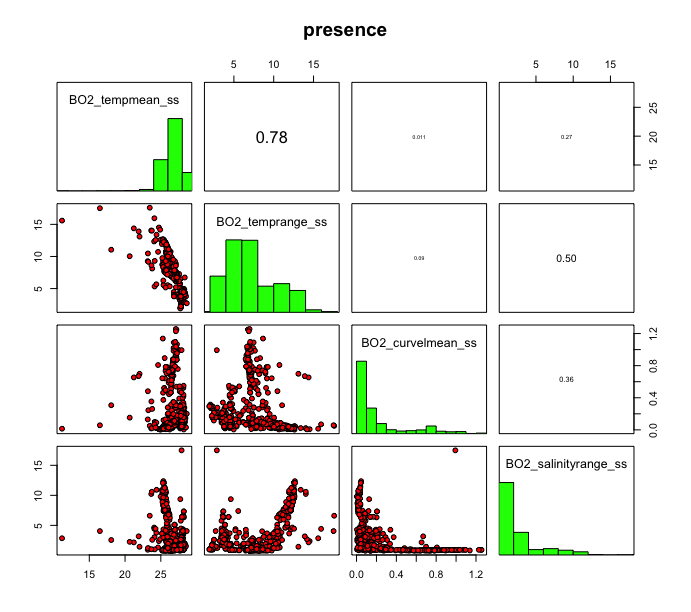 presence
5 10 15
5 10 15
BO2_tempmean_ss
0.78
0.011
0.27
15 20 25
5 10 15
BO2_temprange_ss
0.09
0.50
BO2_curvelmean_ss
0.36
0.0 0.4 0.8 1.2
5 10 15
BO2_salinityrange_ss
15 20 25
0.0 0.4 0.8 1.2